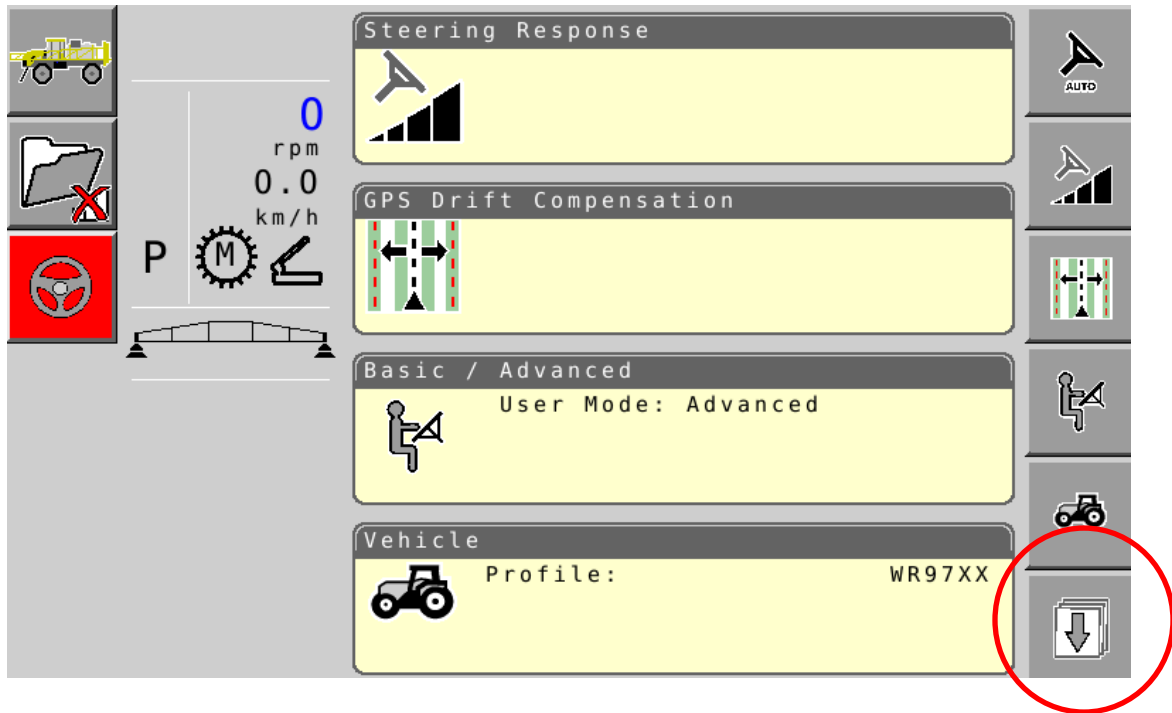 Steering Response
AUTO
0
rpm
0.0
km/h
P
M
GPS Drift Compensation
Basic / Advanced
User Mode: Advanced
Vehicle
Profile: WR97XX